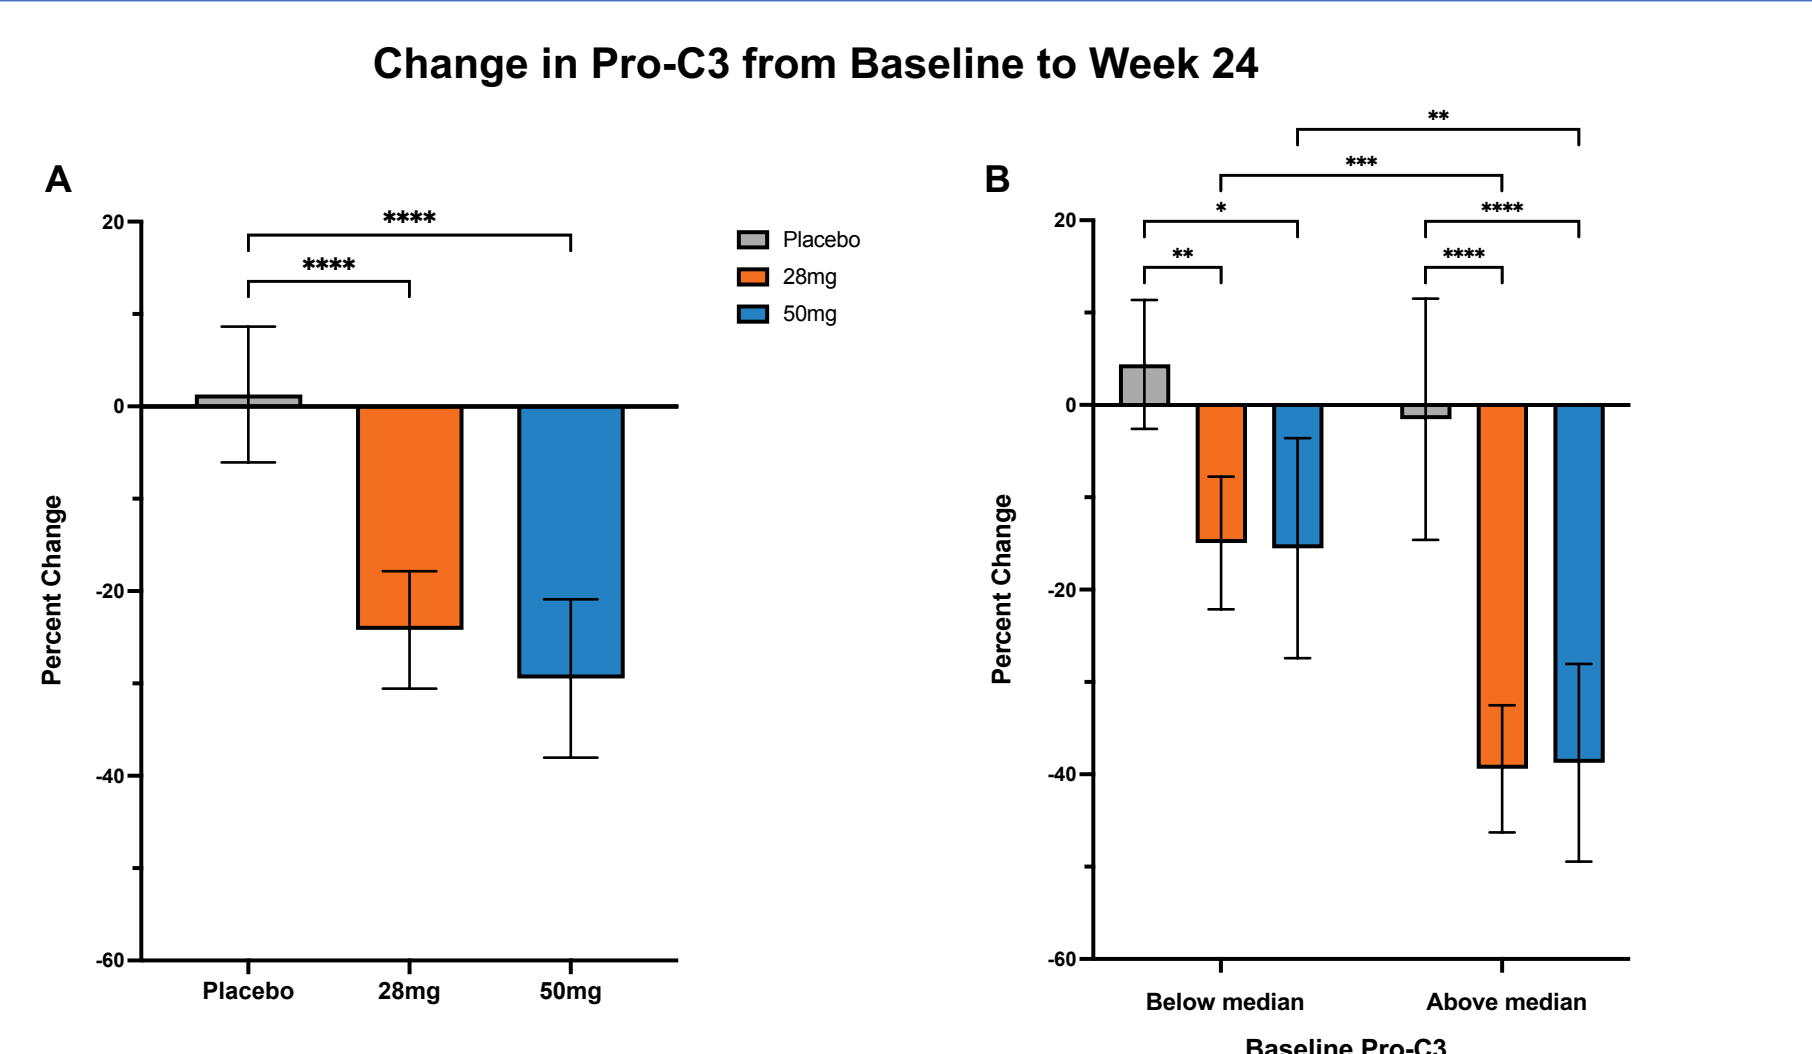 Change in Pro-C3 from Baseline to Week 24
A
****
****
20
0
-20
-40
-60
Percent Change
Placebo
28mg
50mg
Placebo
28mg
50mg
B
**
***
*
****
**
****
20
0
-20
-40
-60
Percent Change
Below median
Above median
Baseline Pro-C3